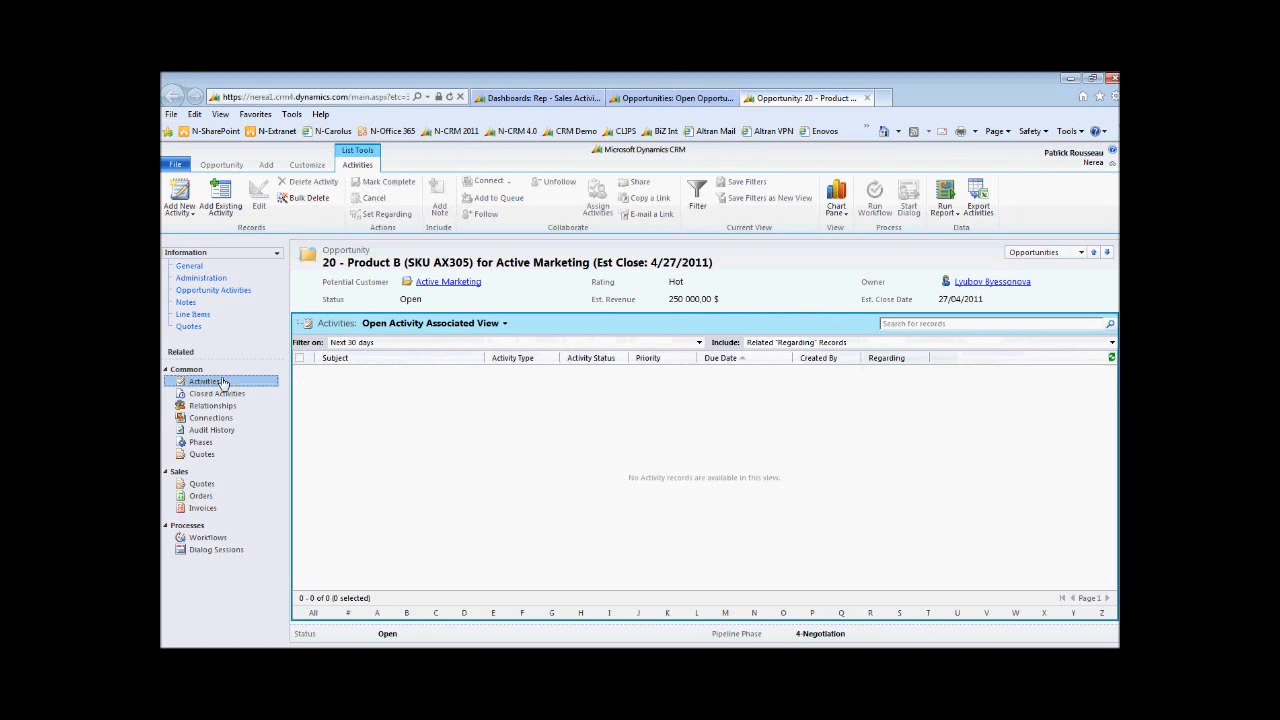 https://nerea1.crm4.dynamics.com/main.aspx?etc=3
Dashboards: Rep - Sales Activi...
Opportunities: Open Opportu...
Opportunity: 20 - Product ...
File Edit View Favorites Tools Help
N-SharePoint N-Extranet N-Carolus N-Office 365 N-CRM 2011 N-CRM 4.0 CRM Demo CLIPS BiZ Int Altran Mail Altran VPN Enovos » Page Safety Tools
List Tools
Microsoft Dynamics CRM
Patrick Rousseau
Nerea
File Opportunity Add Customize Activities
Add New Activity
Add Existing Activity
Edit
Delete Activity
Bulk Delete
Records
Mark Complete
Cancel
Set Regarding
Actions
Add Note
Include
Connect
Add to Queue
Follow
Unfollow
Assign Activities
Share
Copy a Link
E-mail a Link
Collaborate
Filter
Save Filters
Save Filters as New View
Current View
Chart Pane
View
Run Workflow
Start Dialog
Process
Run Report
Export Activities
Data
Information
General
Administration
Opportunity Activities
Notes
Line Items
Quotes
Related
Common
Activities
Closed Activities
Relationships
Connections
Audit History
Phases
Quotes
Sales
Quotes
Orders
Invoices
Processes
Workflows
Dialog Sessions
Opportunity
20 - Product B (SKU AX305) for Active Marketing (Est Close: 4/27/2011)
Opportunities
Potential Customer Active Marketing Rating Hot Owner Lyubov Byessonova
Status Open Est. Revenue 250 000,00 $ Est. Close Date 27/04/2011
Activities: Open Activity Associated View
Search for records
Filter on: Next 30 days Include: Related "Regarding" Records
Subject Activity Type Activity Status Priority Due Date Created By Regarding
No Activity records are available in this view.
0 - 0 of 0 (0 selected) Page 1
All # A B C D E F G H I J K L M N O P Q R S T U V W X Y Z
Status Open Pipeline Phase 4-Negotiation